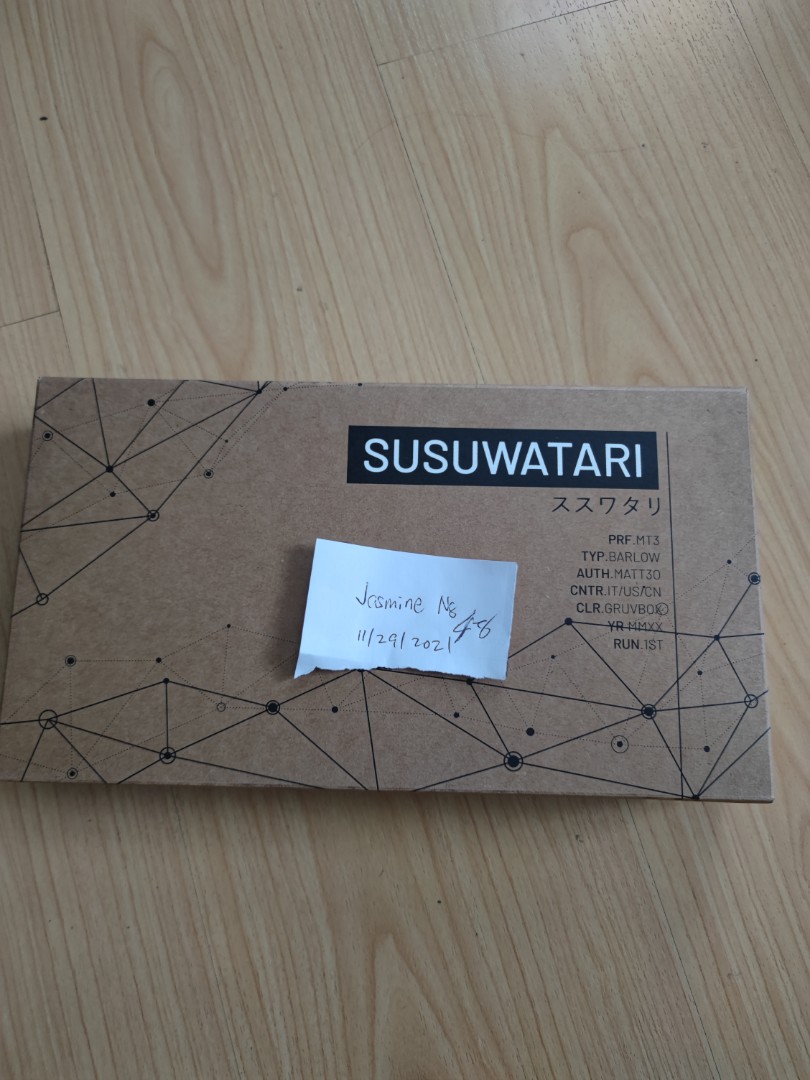 SUSUWATARI
ススワタリ
PRF.MT3
TYP.BARLOW
AUTH.MATT3O
CNTR.IT/US/CN
CLR.GRUVBOX
YR.MMXX
RUN.1ST
Jasmine Ng
11/29/2021